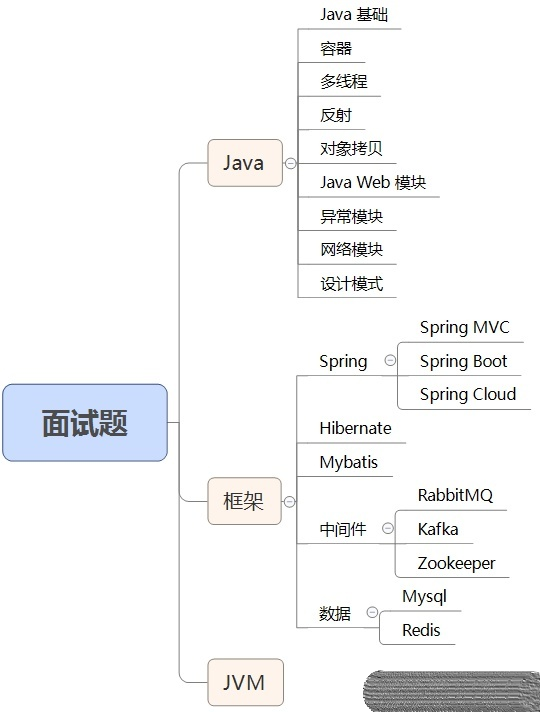 面试题
Java
Java 基础
容器
多线程
反射
对象拷贝
Java Web 模块
异常模块
网络模块
设计模式
框架
Spring
Spring MVC
Spring Boot
Spring Cloud
Hibernate
Mybatis
中间件
RabbitMQ
Kafka
Zookeeper
数据
Mysql
Redis
JVM